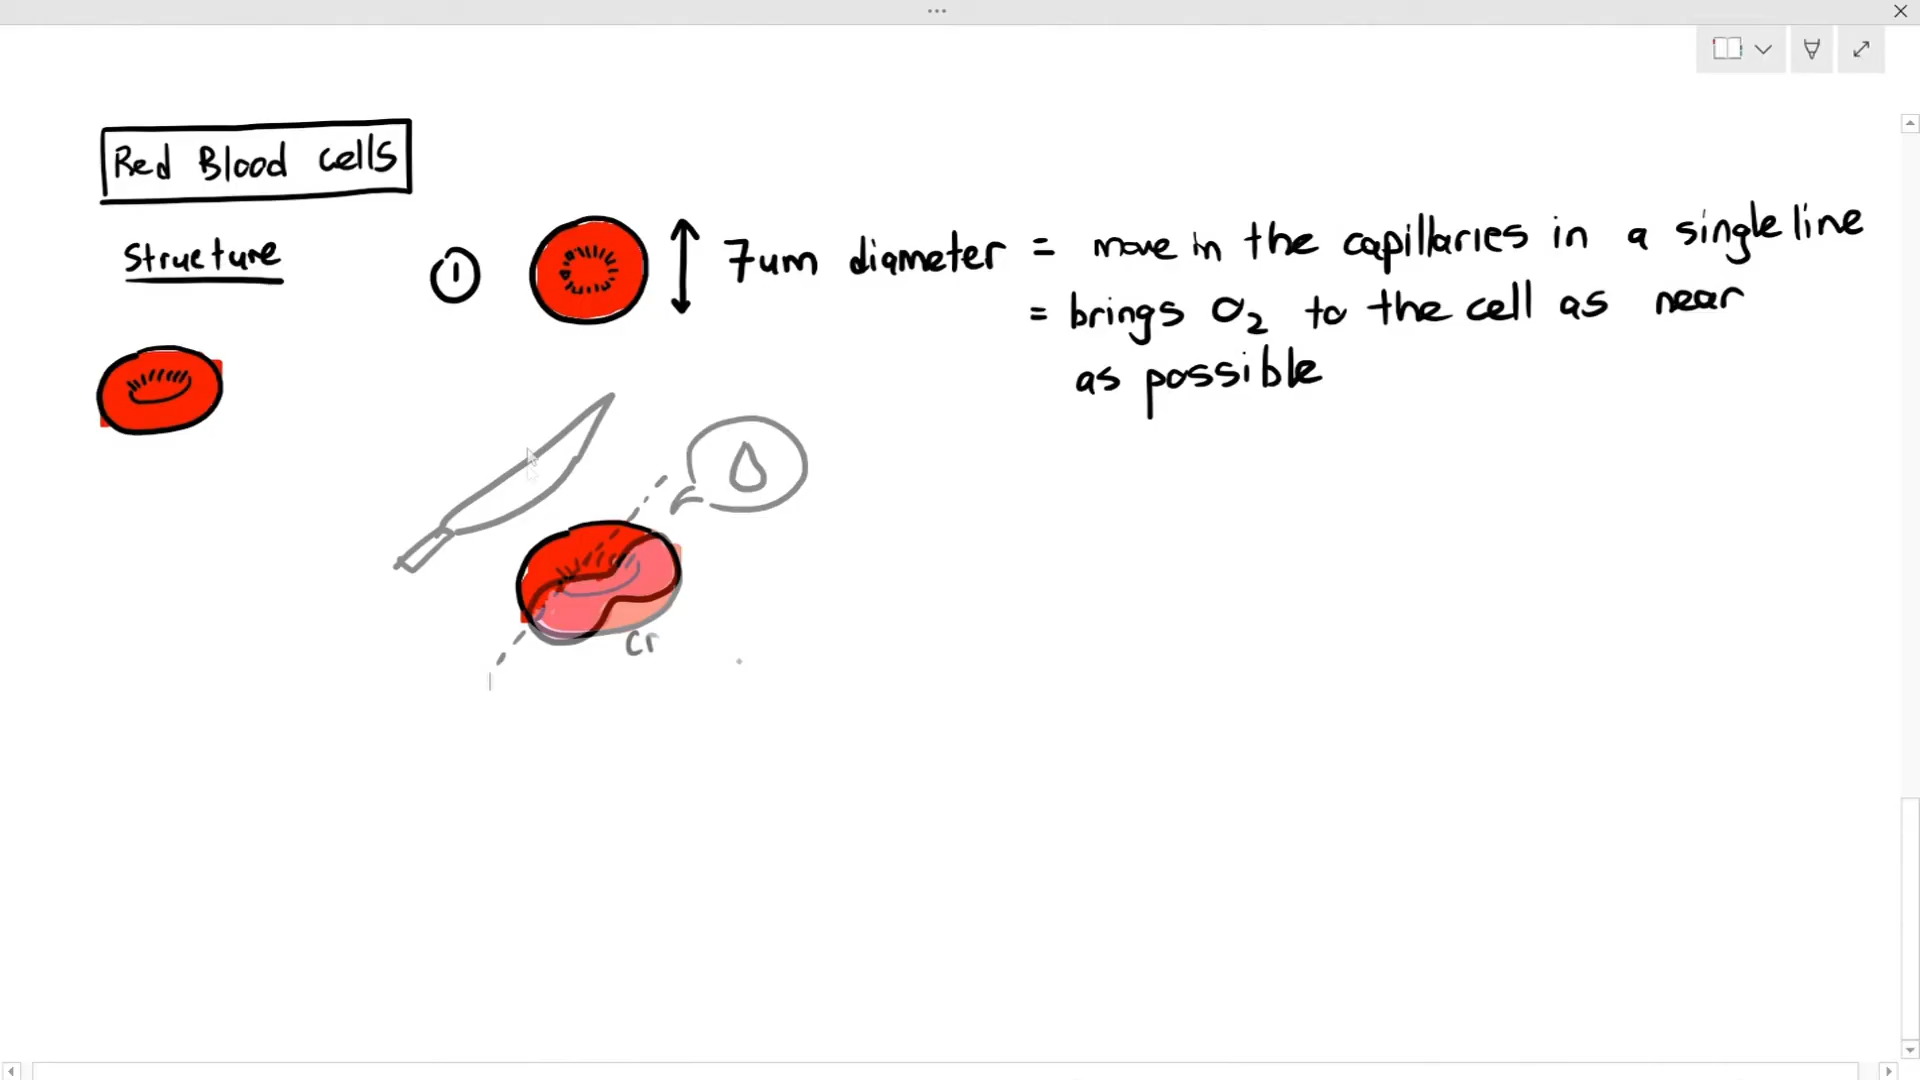 Red Blood cells
Structure
1
7um diameter = move in the capillaries in a single line
= brings O2 to the cell as near
as possible
Cr